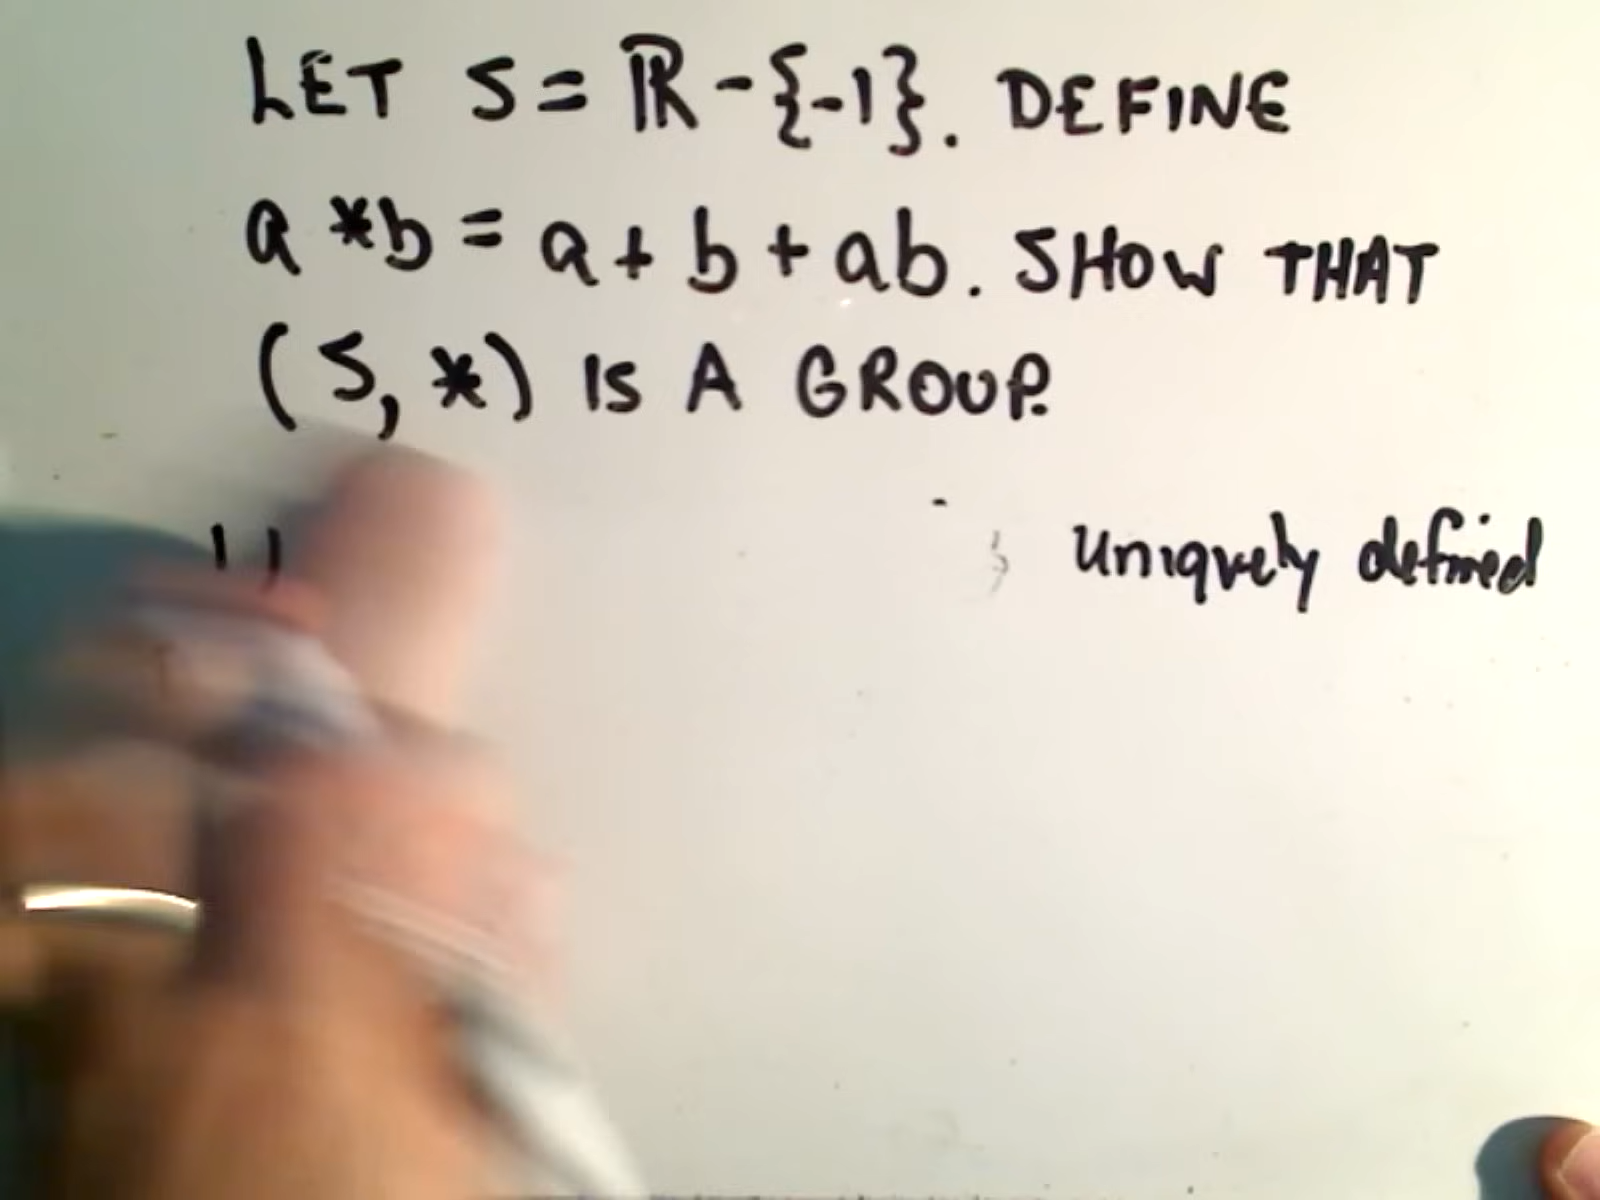 LET S = ℝ - {-1}. DEFINE
a * b = a + b + ab. SHOW THAT
(S, *) IS A GROUP.
uniquely defined